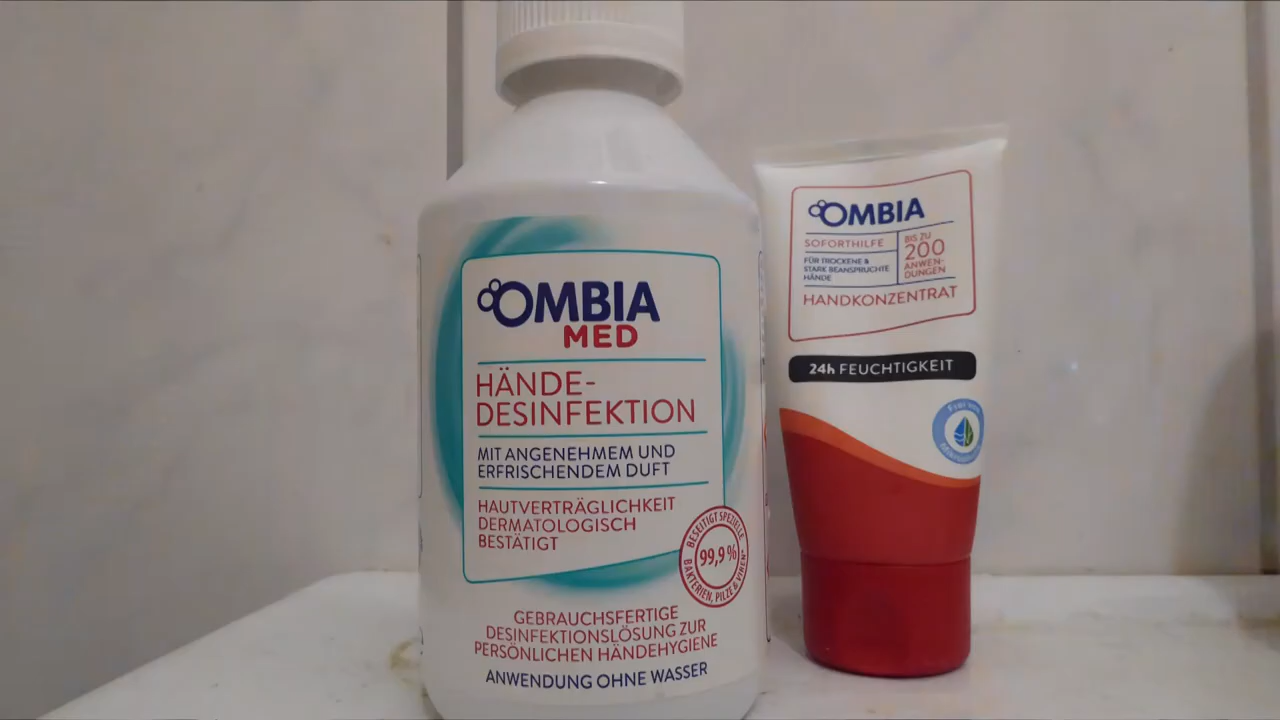 OMBIA
MED
HÄNDE-
DESINFEKTION
MIT ANGENEHMEM UND
ERFRISCHENDEM DUFT
HAUTVERTRÄGLICHKEIT
DERMATOLOGISCH
BESTÄTIGT
BESEITIGT SPEZIELLE
99,9 %
BAKTERIEN, PILZE & VIREN*
GEBRAUCHSFERTIGE
DESINFEKTIONSLÖSUNG ZUR
PERSÖNLICHEN HÄNDEHYGIENE
ANWENDUNG OHNE WASSER
OMBIA
SOFORTHILFE
FÜR TROCKENE &
STARK BEANSPRUCHTE
HÄNDE
BIS ZU
200
ANWEN-
DUNGEN
HANDKONZENTRAT
24h FEUCHTIGKEIT